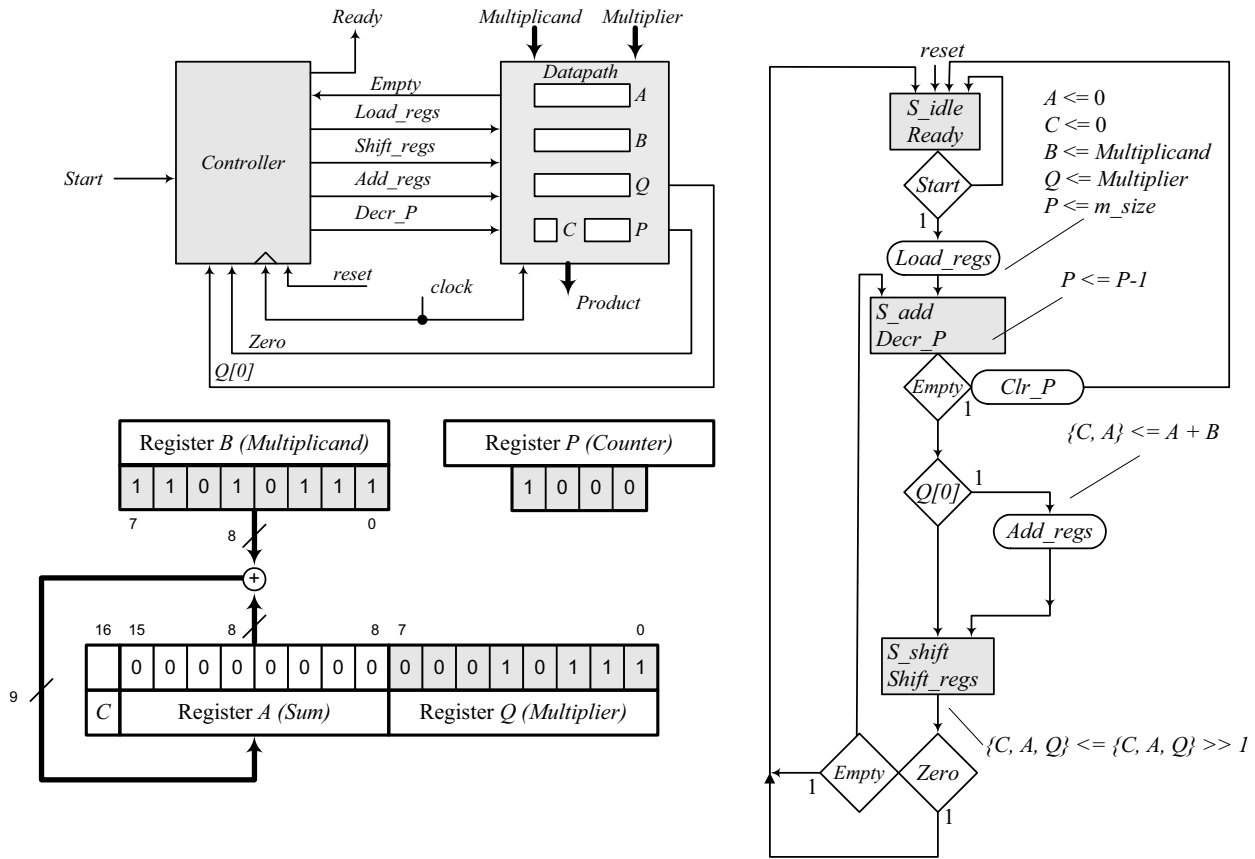 Ready
Multiplicand
Multiplier
Controller
Start
Empty
Load_regs
Shift_regs
Add_regs
Decr_P
Datapath
A
B
Q
C
P
reset
clock
Product
Zero
Q[0]
Register B (Multiplicand)
1 1 0 1 0 1 1 1
7
8
0
Register P (Counter)
1 0 0 0
+
16 15 8 8 7 0
0 0 0 0 0 0 0 0 0 0 0 1 0 1 1 1
C
Register A (Sum)
Register Q (Multiplier)
9
reset
S_idle
Ready
Start
1
Load_regs
A <= 0
C <= 0
B <= Multiplicand
Q <= Multiplier
P <= m_size
S_add
Decr_P
P <= P-1
Empty
1
Clr_P
Q[0]
1
{C, A} <= A + B
Add_regs
S_shift
Shift_regs
{C, A, Q} <= {C, A, Q} >> 1
Empty
1
Zero
1